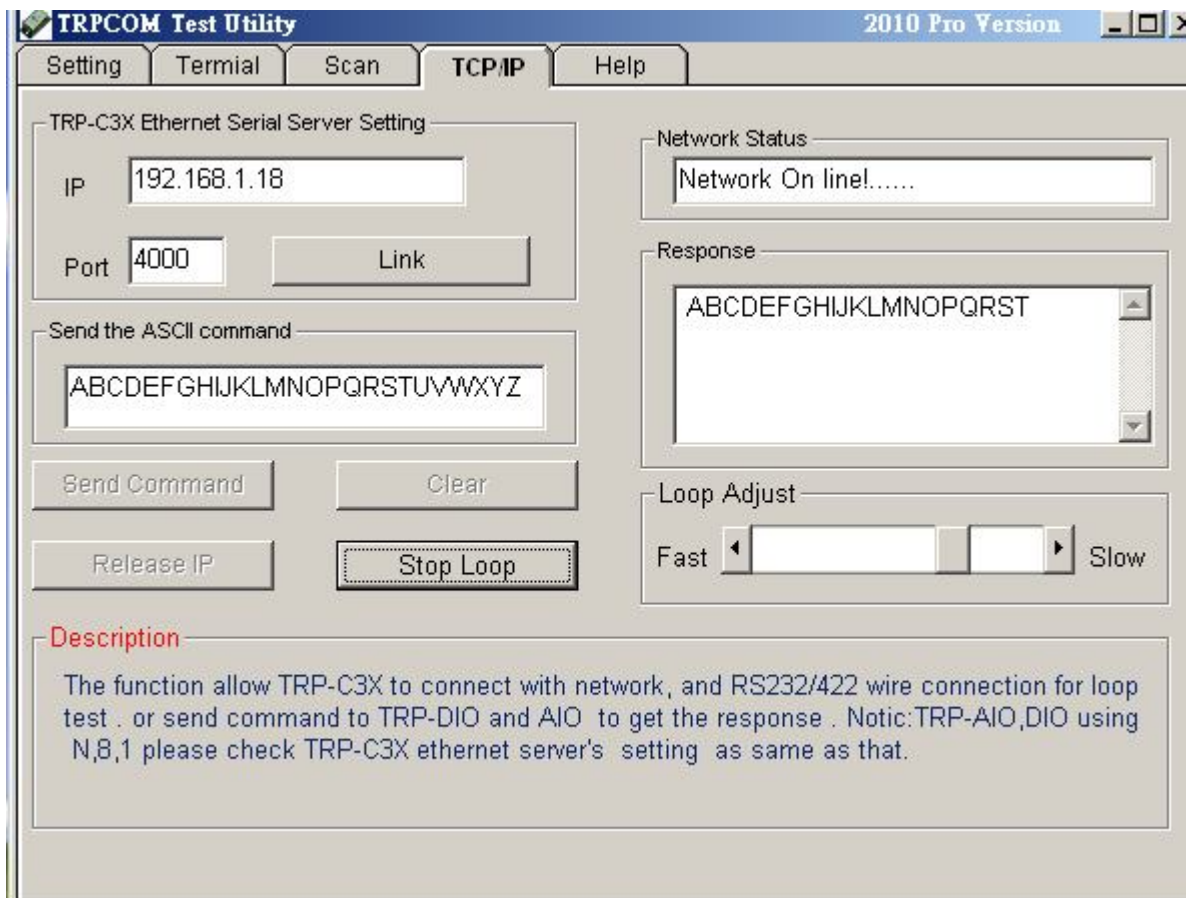 TRPCOM Test Utility
2010 Pro Version
Setting
Termial
Scan
TCP/IP
Help
TRP-C3X Ethernet Serial Server Setting
IP
192.168.1.18
Port
4000
Link
Send the ASCII command
ABCDEFGHIJKLMNOPQRSTUVWXYZ
Send Command
Clear
Release IP
Stop Loop
Network Status
Network On line!......
Response
ABCDEFGHIJKLMNOPQRST
Loop Adjust
Fast
Slow
Description
The function allow TRP-C3X to connect with network, and RS232/422 wire connection for loop
test . or send command to TRP-DIO and AIO to get the response . Notic:TRP-AIO,DIO using
N,8,1 please check TRP-C3X ethernet server's setting as same as that.